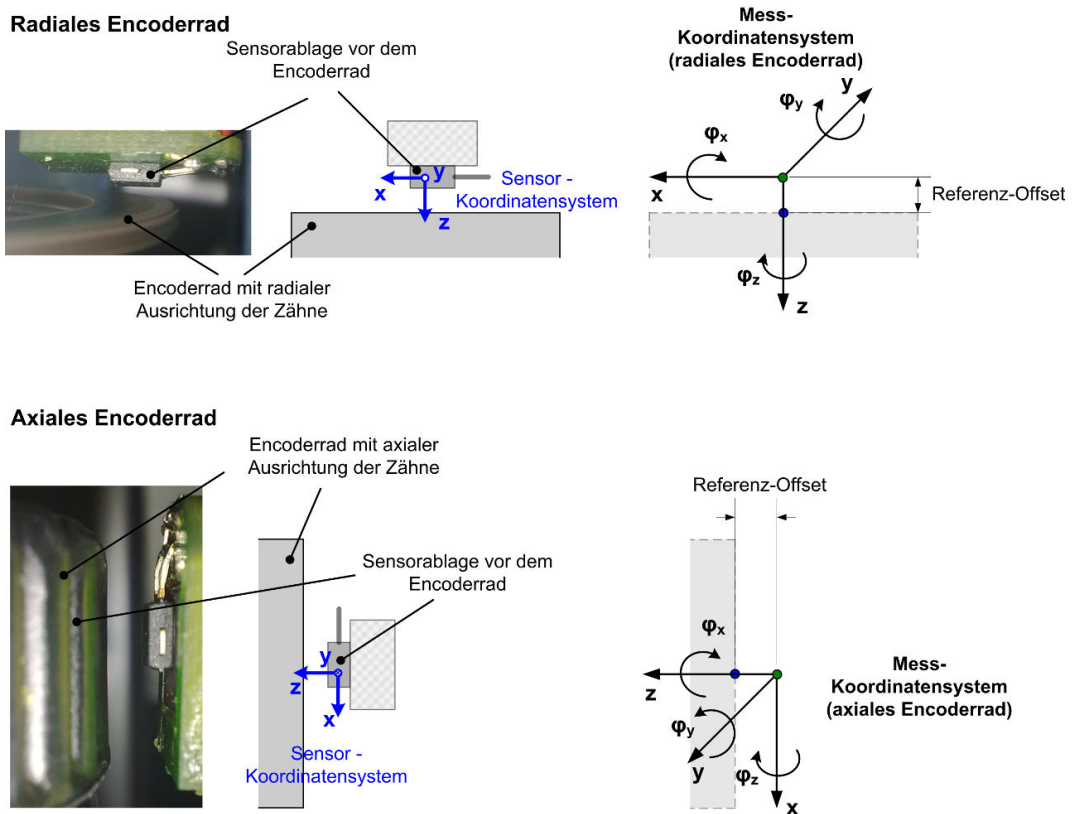 Radiales Encoderrad
Sensorablage vor dem
Encoderrad
y
x
z
Sensor -
Koordinatensystem
Encoderrad mit radialer
Ausrichtung der Zähne
Mess-
Koordinatensystem
(radiales Encoderrad)
y
φy
φx
x
Referenz-Offset
φz
z
Axiales Encoderrad
Encoderrad mit axialer
Ausrichtung der Zähne
Sensorablage vor dem
Encoderrad
y
z
x
Sensor -
Koordinatensystem
Referenz-Offset
φx
z
φy
y
φz
x
Mess-
Koordinatensystem
(axiales Encoderrad)